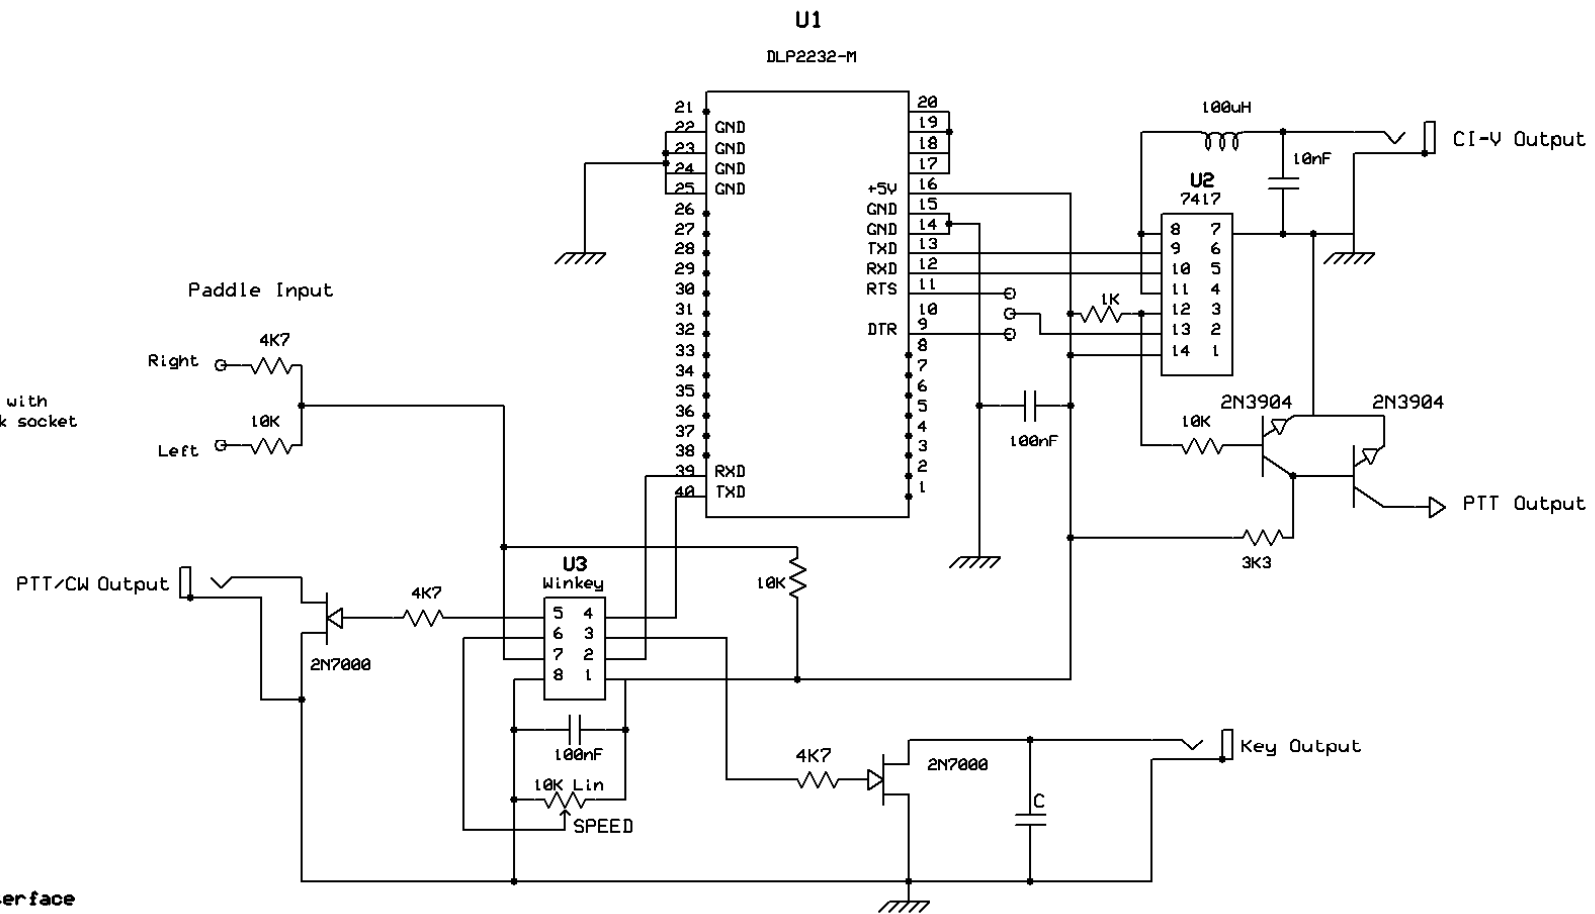 U1
DLP2232-M
21
22 GND
23 GND
24 GND
25 GND
26
27
28
29
30
31
32
33
34
35
36
37
38
39 RXD
40 TXD
20
19
18
17
+5V 16
GND 15
GND 14
TXD 13
RXD 12
RTS 11
10
DTR 9
8
7
6
5
4
3
2
1
100uH
10nF
CI-V Output
U2
7417
8 7
9 6
10 5
11 4
12 3
13 2
14 1
1K
100nF
2N3904
2N3904
10K
PTT Output
3K3
Paddle Input
Right
4K7
Left
10K
with
k socket
PTT/CW Output
2N7000
4K7
U3
Winkey
5 4
6 3
7 2
8 1
10K
100nF
10K Lin
SPEED
4K7
2N7000
C
Key Output
erface